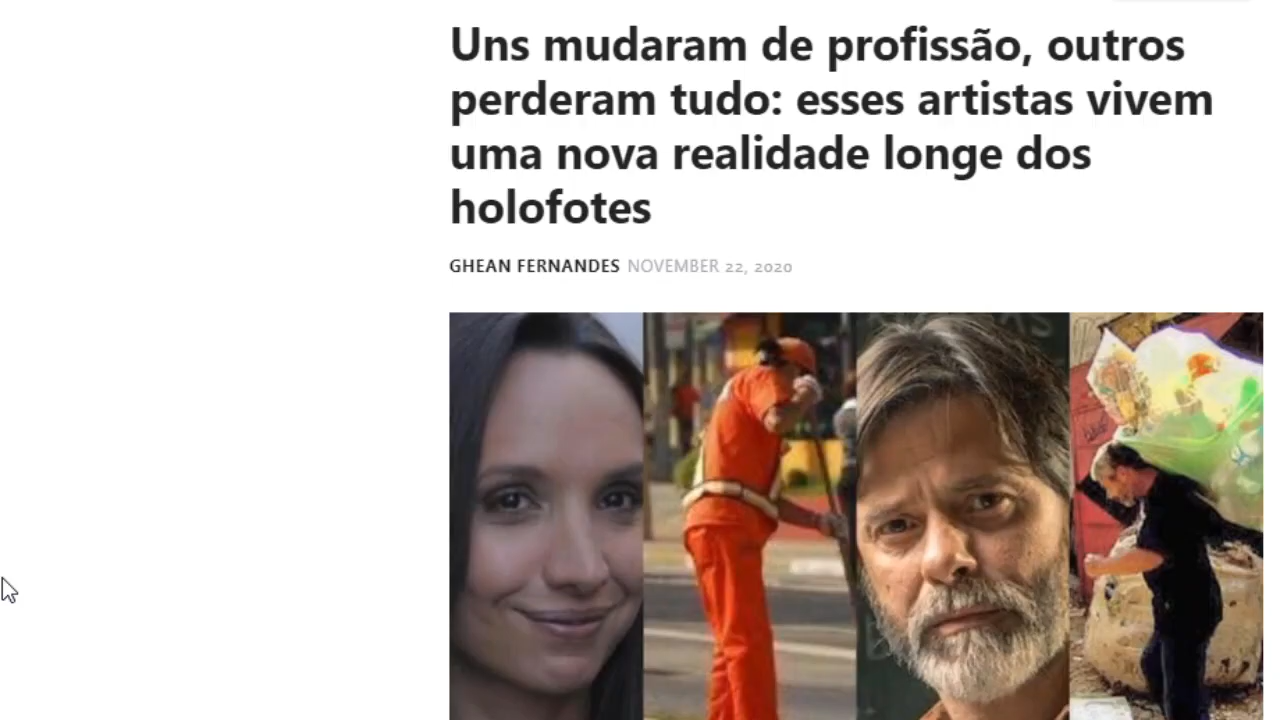 Uns mudaram de profissão, outros
perderam tudo: esses artistas vivem
uma nova realidade longe dos
holofotes
GHEAN FERNANDES NOVEMBER 22, 2020